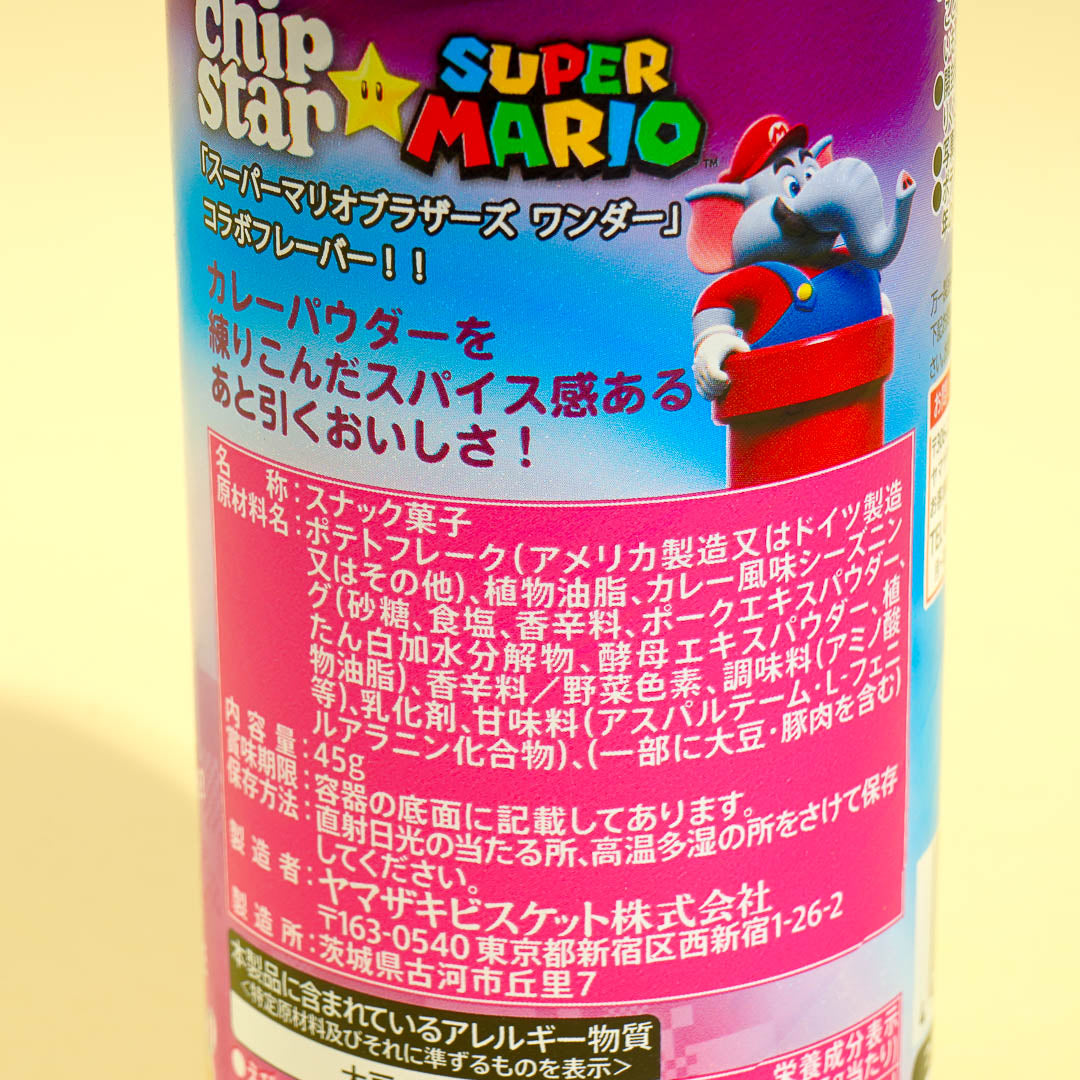 chip
star
SUPER
MARIO™
「スーパーマリオブラザーズ ワンダー」
コラボフレーバー!!
カレーパウダーを
練りこんだスパイス感ある
あと引くおいしさ!
名称:スナック菓子
原材料名:ポテトフレーク(アメリカ製造又はドイツ製造
又はその他)、植物油脂、カレー風味シーズニン
グ(砂糖、食塩、香辛料、ポークエキスパウダー、
たん白加水分解物、酵母エキスパウダー、植
物油脂)、香辛料/野菜色素、調味料(アミノ酸
等)、乳化剤、甘味料(アスパルテーム・L-フェニ
ルアラニン化合物)、(一部に大豆・豚肉を含む)
内容量:45g
賞味期限:容器の底面に記載してあります。
保存方法:直射日光の当たる所、高温多湿の所をさけて保存
してください。
製造者:ヤマザキビスケット株式会社
〒163-0540 東京都新宿区西新宿1-26-2
製造所:茨城県古河市丘里7
本製品に含まれているアレルギー物質
<特定原材料及びそれに準ずるものを表示>
栄養成分表示